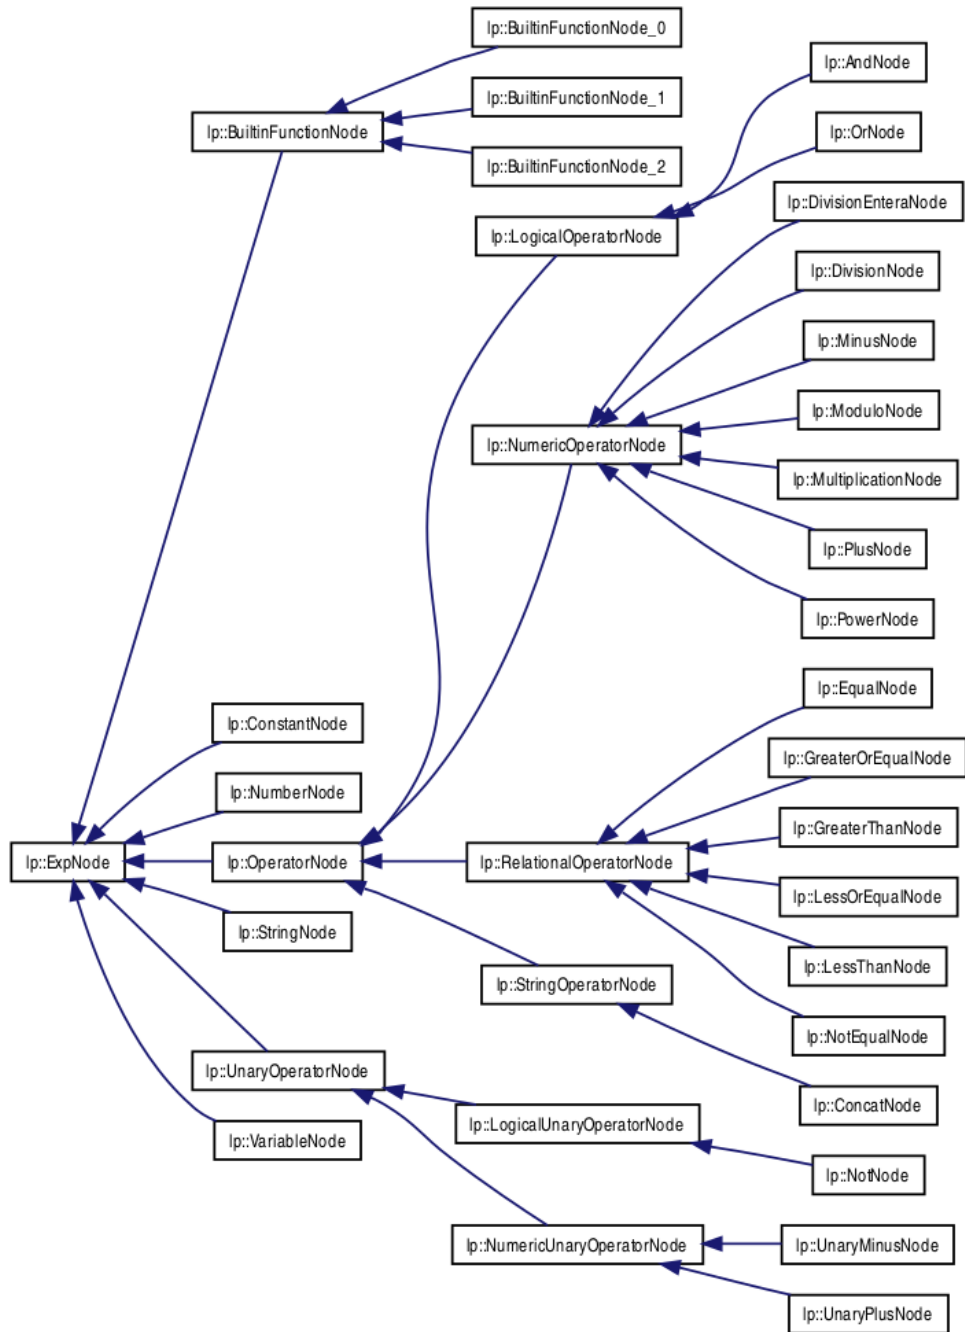 lp::BuiltinFunctionNode_0
lp::AndNode
lp::BuiltinFunctionNode_1
lp::BuiltinFunctionNode
lp::OrNode
lp::BuiltinFunctionNode_2
lp::DivisionEnteraNode
lp::LogicalOperatorNode
lp::DivisionNode
lp::MinusNode
lp::ModuloNode
lp::NumericOperatorNode
lp::MultiplicationNode
lp::PlusNode
lp::PowerNode
lp::EqualNode
lp::ConstantNode
lp::GreaterOrEqualNode
lp::NumberNode
lp::GreaterThanNode
lp::ExpNode
lp::OperatorNode
lp::RelationalOperatorNode
lp::LessOrEqualNode
lp::StringNode
lp::LessThanNode
lp::StringOperatorNode
lp::NotEqualNode
lp::UnaryOperatorNode
lp::ConcatNode
lp::LogicalUnaryOperatorNode
lp::VariableNode
lp::NotNode
lp::NumericUnaryOperatorNode
lp::UnaryMinusNode
lp::UnaryPlusNode